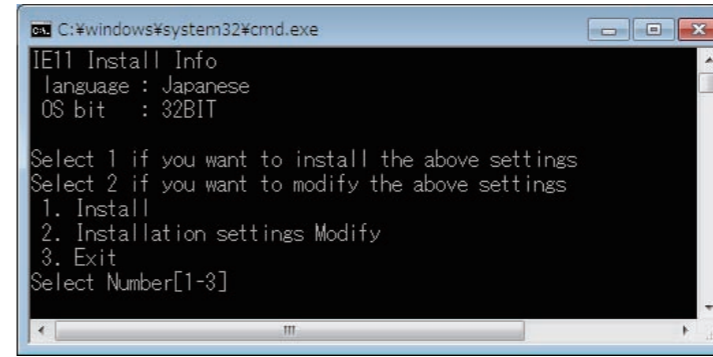 C:¥windows¥system32¥cmd.exe
IE11 Install Info
language : Japanese
OS bit : 32BIT
Select 1 if you want to install the above settings
Select 2 if you want to modify the above settings
1. Install
2. Installation settings Modify
3. Exit
Select Number[1-3]